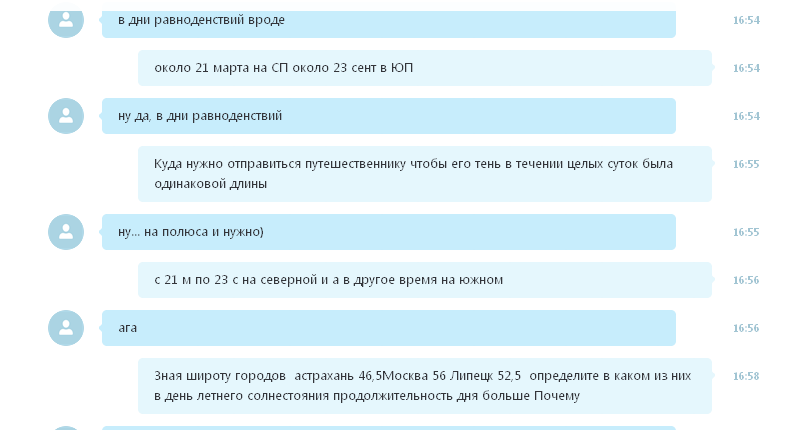 в дни равноденствий вроде
16:54
около 21 марта на СП около 23 сент в ЮП
16:54
ну да, в дни равноденствий
16:54
Куда нужно отправиться путешественнику чтобы его тень в течении целых суток была
одинаковой длины
16:55
ну... на полюса и нужно)
16:55
с 21 м по 23 с на северной и а в другое время на южном
16:56
ага
16:56
Зная широту городов  астрахань 46,5Москва 56 Липецк 52,5  определите в каком из них
в день летнего солнестояния продолжительность дня больше Почему
16:58